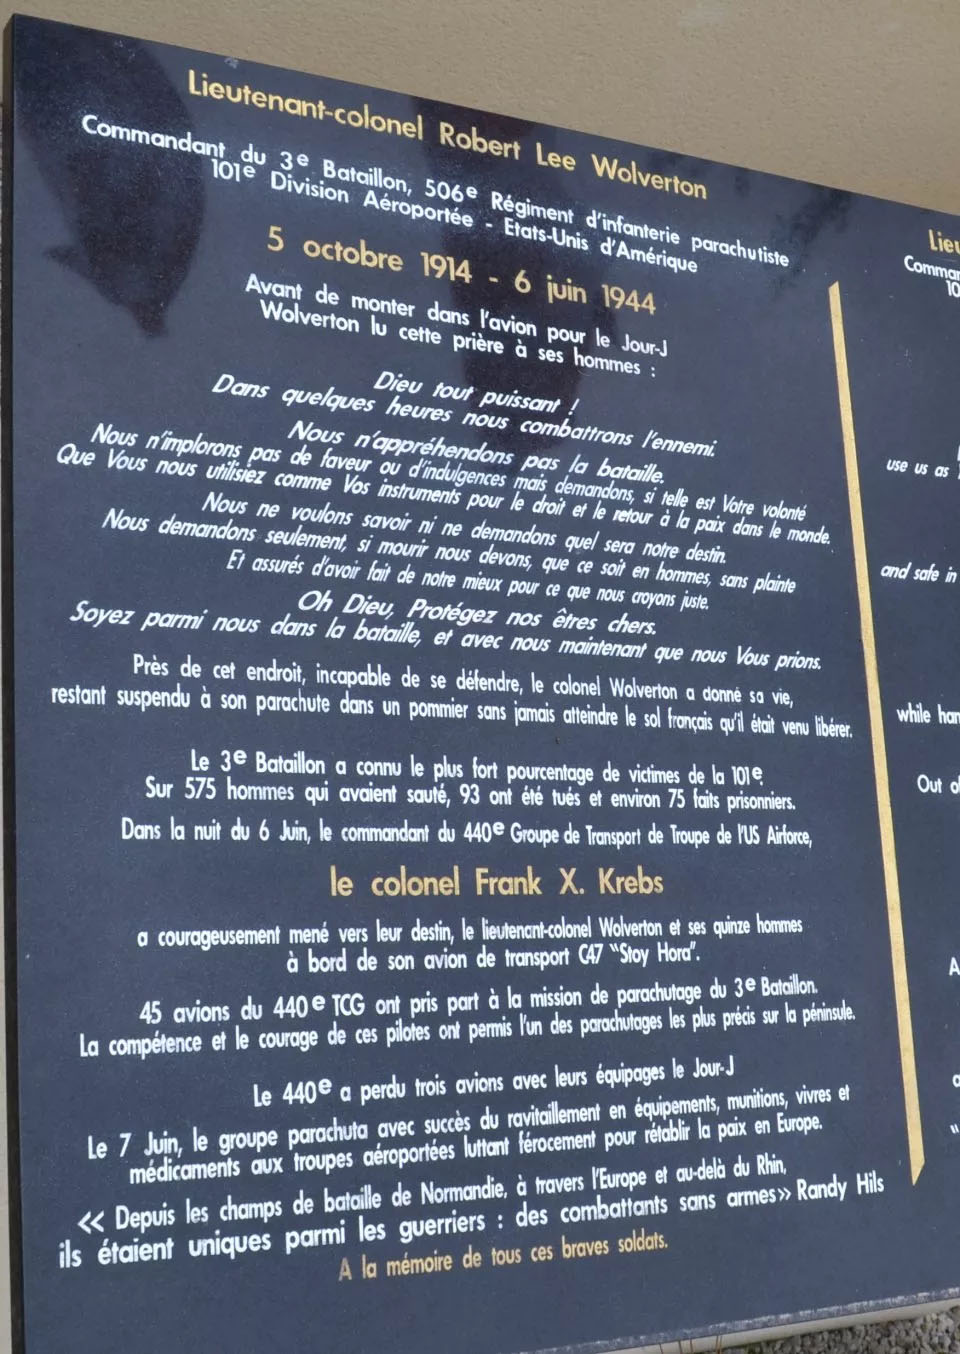 Lieutenant-colonel Robert Lee Wolverton
Commandant du 3e Bataillon, 506e Régiment d'infanterie parachutiste
101e Division Aéroportée - Etats-Unis d'Amérique
5 octobre 1914 - 6 juin 1944
Avant de monter dans l'avion pour le Jour-J
Wolverton lu cette prière à ses hommes :
Dieu tout puissant !
Dans quelques heures nous combattrons l'ennemi.
Nous n'appréhendons pas la bataille.
Nous n'implorons pas de faveur ou d'indulgences mais demandons, si telle est Votre volonté
Que Vous nous utilisiez comme Vos instruments pour le droit et le retour à la paix dans le monde.
Nous ne voulons savoir ni ne demandons quel sera notre destin.
Nous demandons seulement, si mourir nous devons, que ce soit en hommes, sans plainte
Et assurés d'avoir fait de notre mieux pour ce que nous croyons juste.
Oh Dieu, Protégez nos êtres chers.
Soyez parmi nous dans la bataille, et avec nous maintenant que nous Vous prions.
Près de cet endroit, incapable de se défendre, le colonel Wolverton a donné sa vie,
restant suspendu à son parachute dans un pommier sans jamais atteindre le sol français qu'il était venu libérer.
Le 3e Bataillon a connu le plus fort pourcentage de victimes de la 101e.
Sur 575 hommes qui avaient sauté, 93 ont été tués et environ 75 faits prisonniers.
Dans la nuit du 6 Juin, le commandant du 440e Groupe de Transport de Troupe de l'US Airforce,
le colonel Frank X. Krebs
a courageusement mené vers leur destin, le lieutenant-colonel Wolverton et ses quinze hommes
à bord de son avion de transport C47 "Stoy Hora".
45 avions du 440e TCG ont pris part à la mission de parachutage du 3e Bataillon.
La compétence et le courage de ces pilotes ont permis l'un des parachutages les plus précis sur la péninsule.
Le 440e a perdu trois avions avec leurs équipages le Jour-J
Le 7 Juin, le groupe parachuta avec succès du ravitaillement en équipements, munitions, vivres et
médicaments aux troupes aéroportées luttant férocement pour rétablir la paix en Europe.
« Depuis les champs de bataille de Normandie, à travers l'Europe et au-delà du Rhin,
ils étaient uniques parmi les guerriers : des combattants sans armes» Randy Hils
A la mémoire de tous ces braves soldats.
use us as
and safe in
while
Out